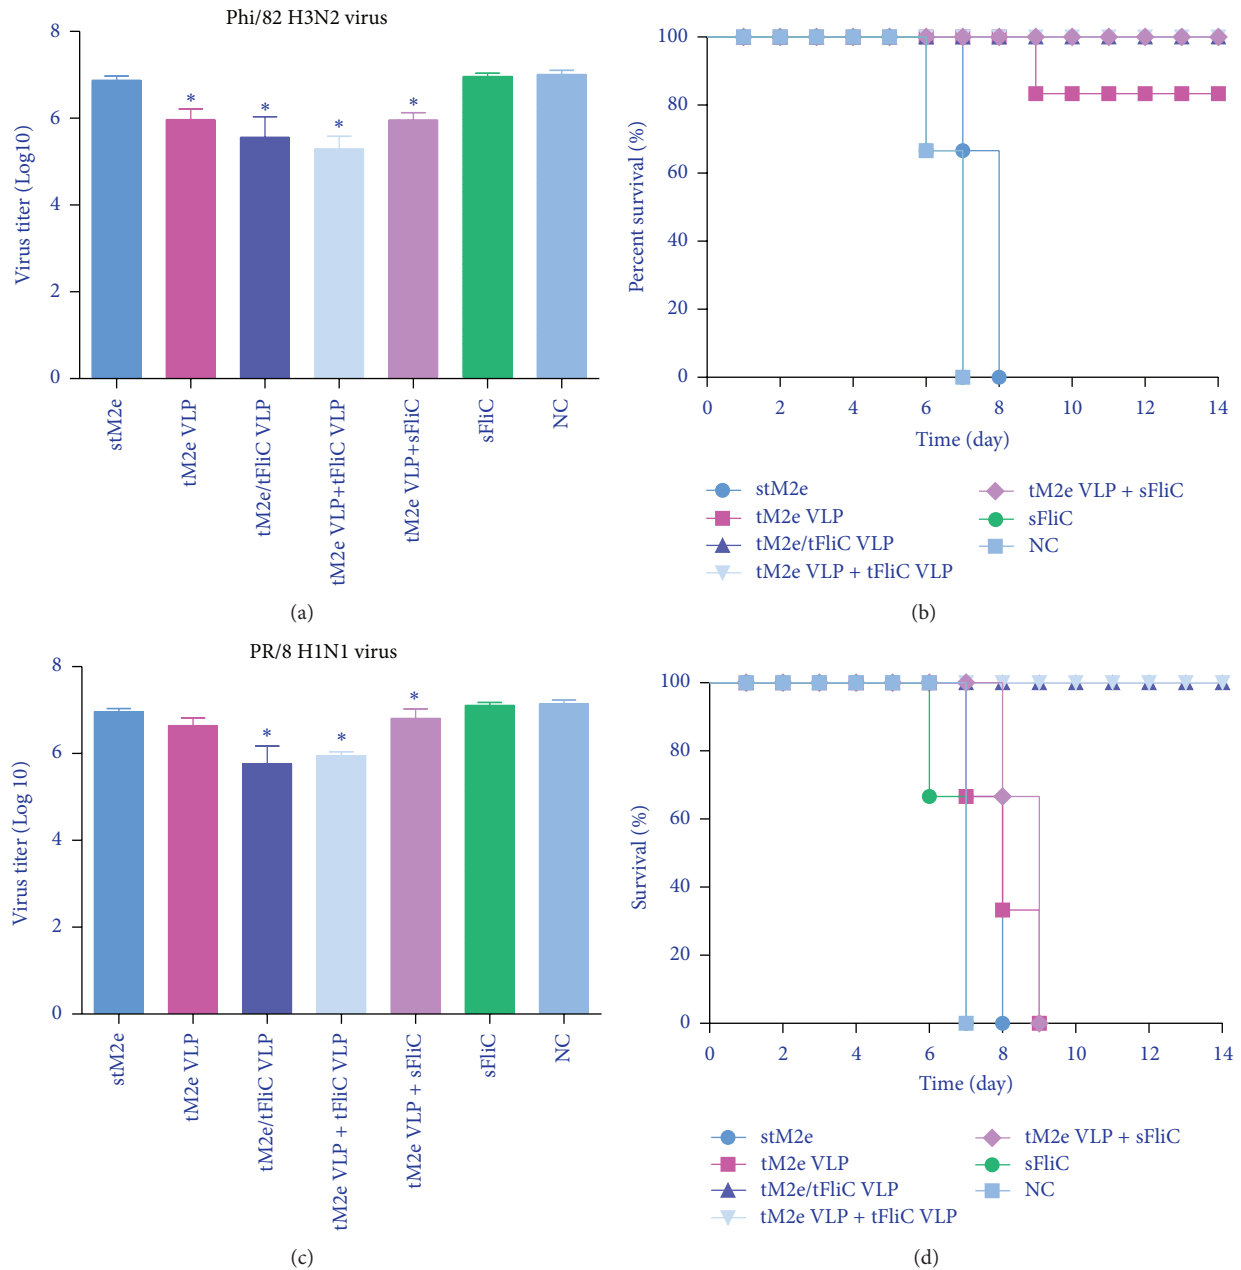 Phi/82 H3N2 virus
8
6
4
2
0
Virus titer (Log10)
stM2e
tM2e VLP
tM2e/tFliC VLP
tM2e VLP+tFliC VLP
tM2e VLP+sFliC
sFliC
NC
*
*
*
*
(a)
100
80
60
40
20
0
Percent survival (%)
0 2 4 6 8 10 12 14
Time (day)
stM2e
tM2e VLP
tM2e/tFliC VLP
tM2e VLP + tFliC VLP
tM2e VLP + sFliC
sFliC
NC
(b)
PR/8 H1N1 virus
8
6
4
2
0
Virus titer (Log 10)
stM2e
tM2e VLP
tM2e/tFliC VLP
tM2e VLP + tFliC VLP
tM2e VLP + sFliC
sFliC
NC
*
*
*
(c)
100
80
60
40
20
0
Survival (%)
0 2 4 6 8 10 12 14
Time (day)
stM2e
tM2e VLP
tM2e/tFliC VLP
tM2e VLP + tFliC VLP
tM2e VLP + sFliC
sFliC
NC
(d)